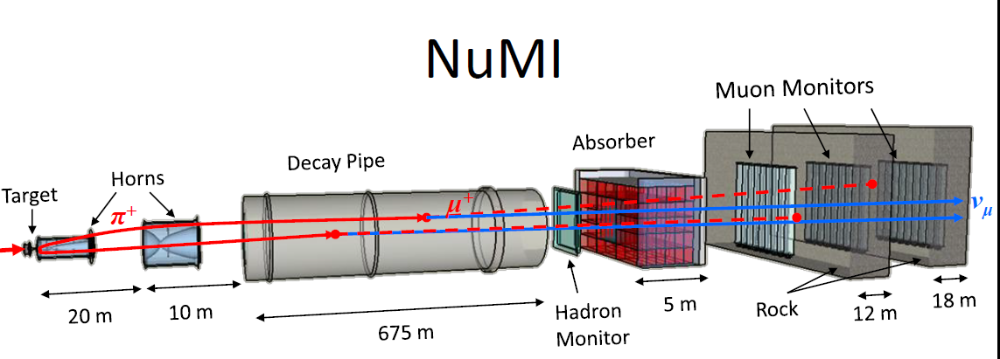 NuMI
Muon Monitors
Absorber
Decay Pipe
Horns
Target
π+
μ+
νμ
20 m
10 m
675 m
Hadron
Monitor
5 m
Rock
12 m
18 m